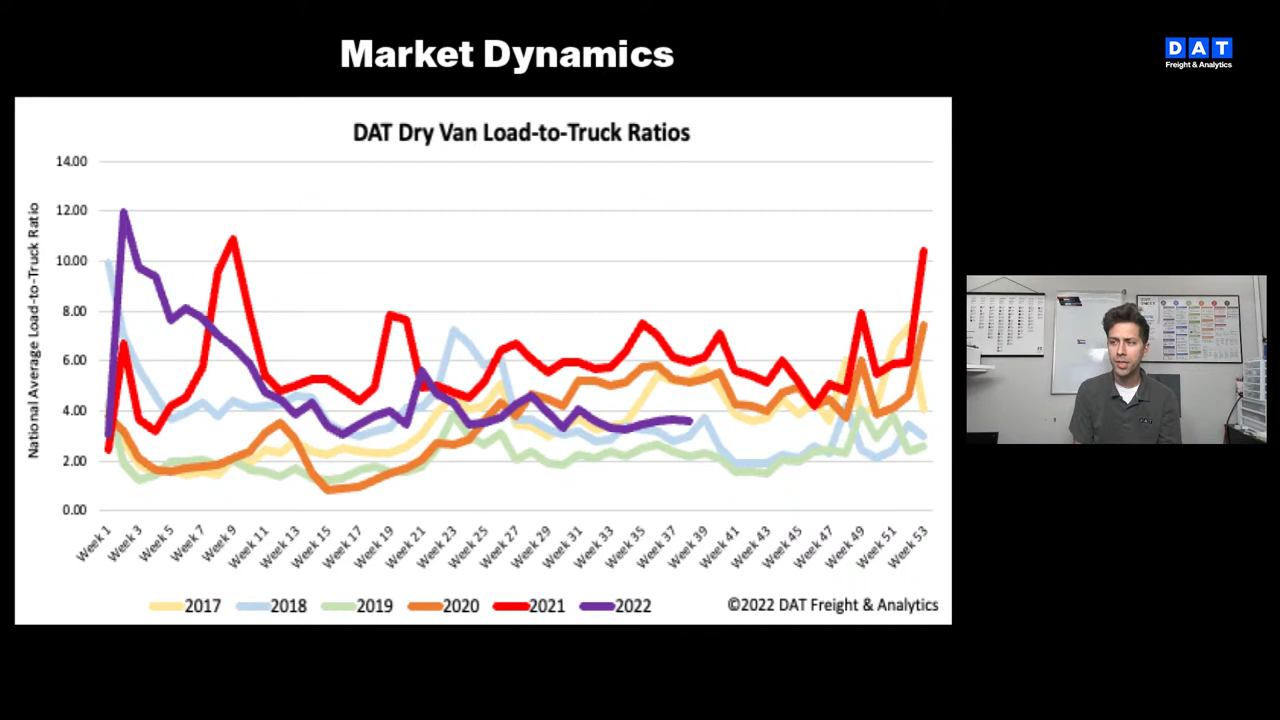 Market Dynamics
DAT
Freight & Analytics
DAT Dry Van Load-to-Truck Ratios
National Average Load-to-Truck Ratio
14.00
12.00
10.00
8.00
6.00
4.00
2.00
0.00
Week 1 Week 3 Week 5 Week 7 Week 9 Week 11 Week 13 Week 15 Week 17 Week 19 Week 21 Week 23 Week 25 Week 27 Week 29 Week 31 Week 33 Week 35 Week 37 Week 39 Week 41 Week 43 Week 45 Week 47 Week 49 Week 51 Week 53
2017 2018 2019 2020 2021 2022
©2022 DAT Freight & Analytics